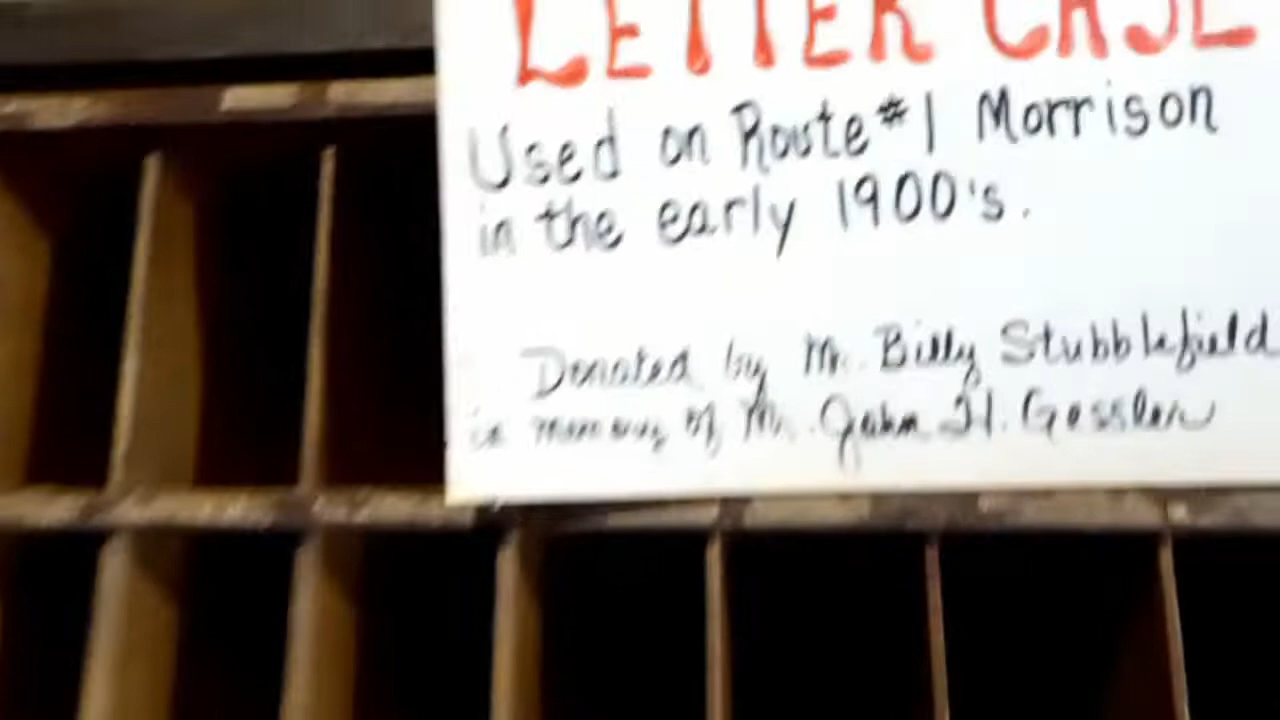 LETTER CASE
Used on Route #1 Morrison
in the early 1900's.
Donated by Mr. Billy Stubblefield
in memory of Mr. John H. Gessler